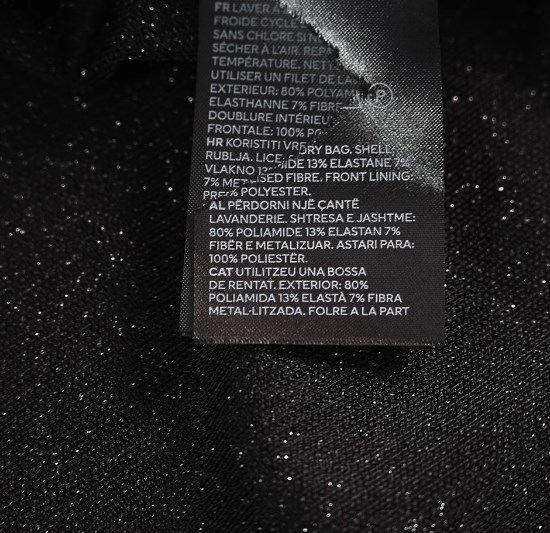 FR LAVER À
FROIDE CYCLE
SANS CHLORE SI N
SÉCHER À L'AIR. REPA
TEMPÉRATURE. NETT
UTILISER UN FILET DE LA
EXTERIEUR: 80% POLYAM
P
ELASTHANNE 7% FIBRE
DOUBLURE INTÉRIEU
FRONTALE: 100% PO
HR KORISTITI VRE DRY BAG. SHELL:
RUBLJA. LICE: IDE 13% ELASTANE 7%
VLAKNO 13% ISED FIBRE. FRONT LINING:
7% MET % POLYESTER.
AL PËRDORNI NJË ÇANTË
LAVANDERIE. SHTRESA E JASHTME:
80% POLIAMIDE 13% ELASTAN 7%
FIBËR E METALIZUAR. ASTARI PARA:
100% POLIESTËR.
CAT UTILITZEU UNA BOSSA
DE RENTAT. EXTERIOR: 80%
POLIAMIDA 13% ELASTÀ 7% FIBRA
METAL·LITZADA. FOLRE A LA PART